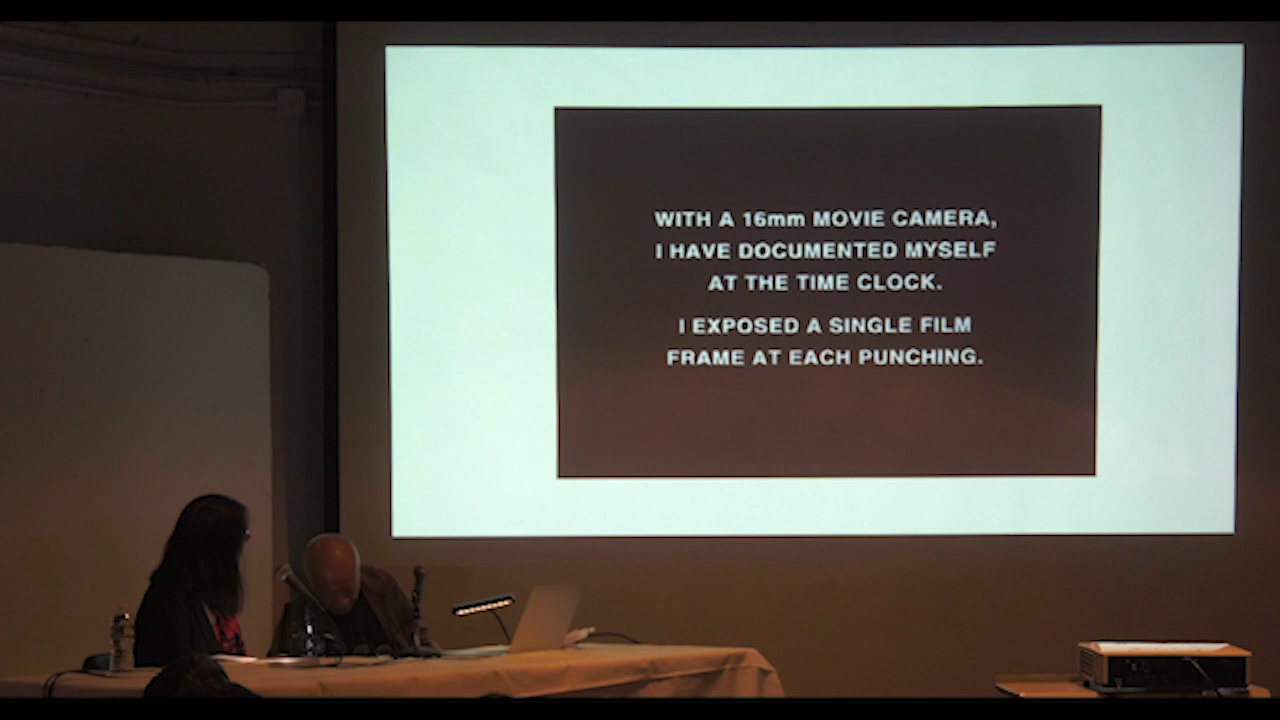 WITH A 16mm MOVIE CAMERA,
I HAVE DOCUMENTED MYSELF
AT THE TIME CLOCK.
I EXPOSED A SINGLE FILM
FRAME AT EACH PUNCHING.